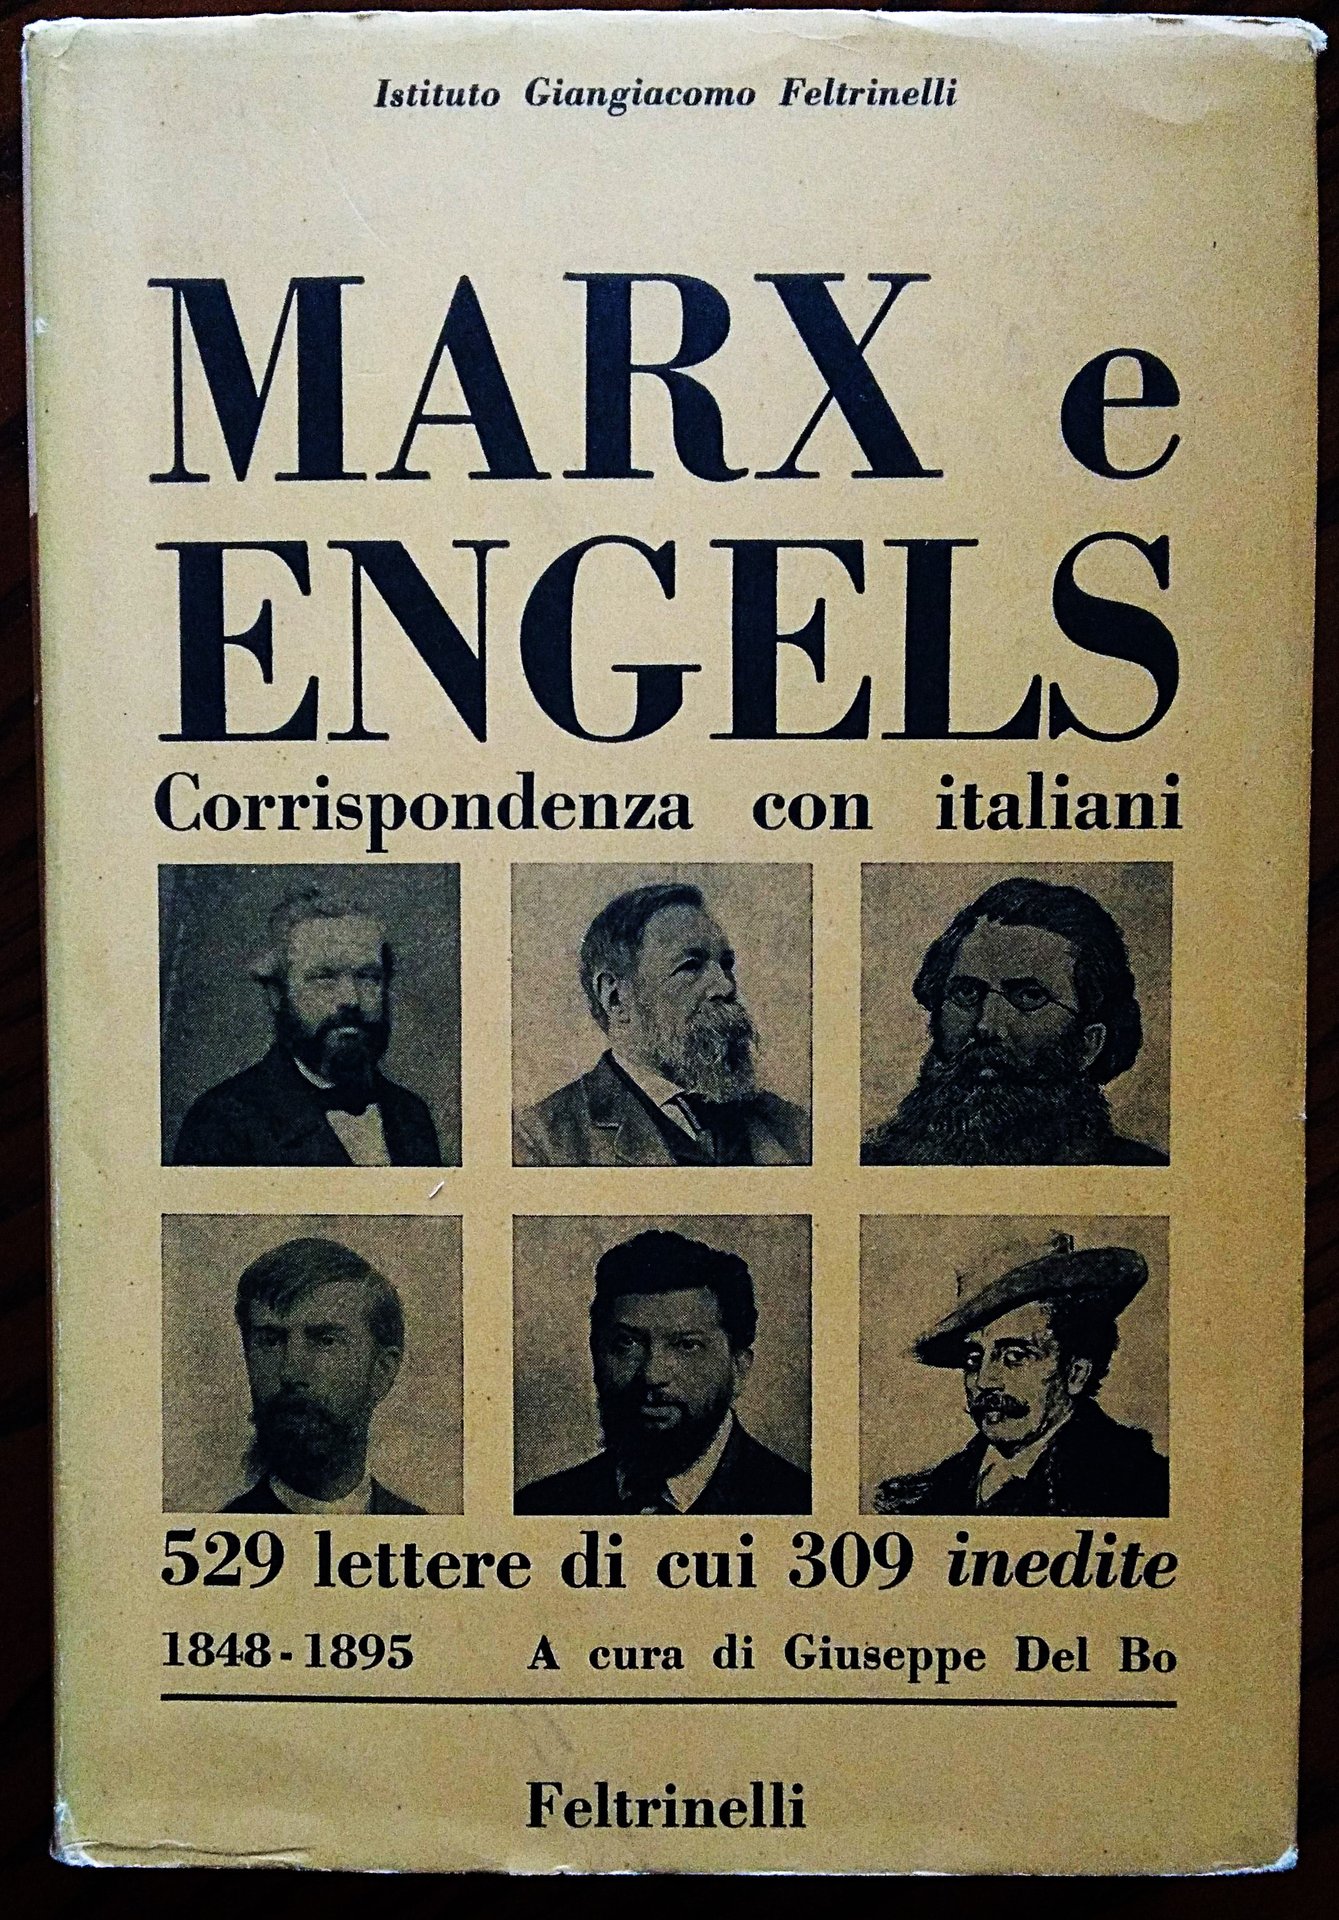 Istituto Giangiacomo Feltrinelli
MARX e
ENGELS
Corrispondenza con italiani
529 lettere di cui 309 inedite
1848-1895 A cura di Giuseppe Del Bo
Feltrinelli